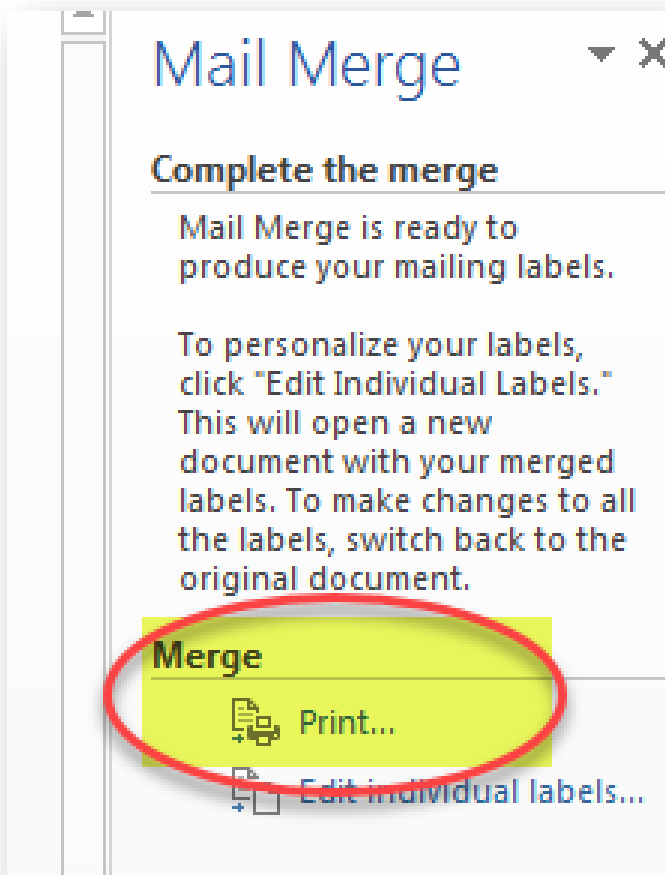 Mail Merge
Complete the merge
Mail Merge is ready to
produce your mailing labels.
To personalize your labels,
click "Edit Individual Labels."
This will open a new
document with your merged
labels. To make changes to all
the labels, switch back to the
original document.
Merge
Print...
Edit individual labels...